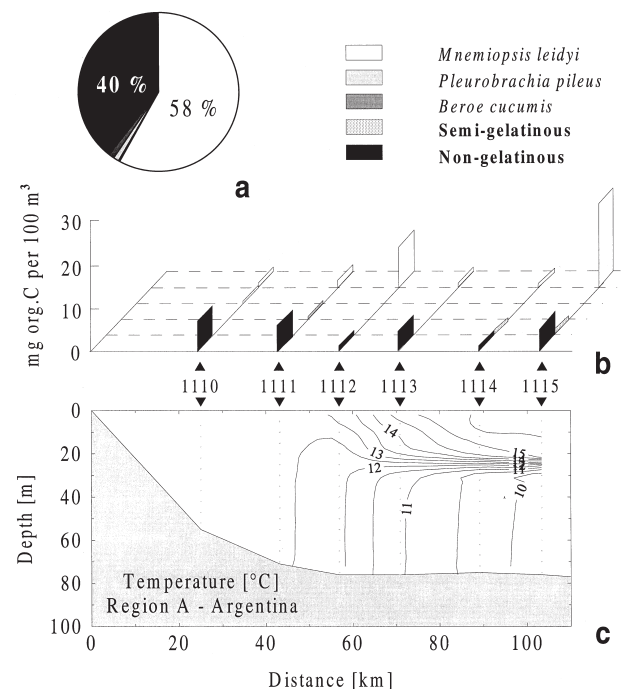 40 %
58 %
a
Mnemiopsis leidyi
Pleurobrachia pileus
Beroe cucumis
Semi-gelatinous
Non-gelatinous
mg org.C per 100 m³
30
20
10
0
b
1110 1111 1112 1113 1114 1115
Depth [m]
0
20
40
60
80
100
14
13
12
11
15
10
Temperature [°C]
Region A - Argentina
c
0 20 40 60 80 100
Distance [km]